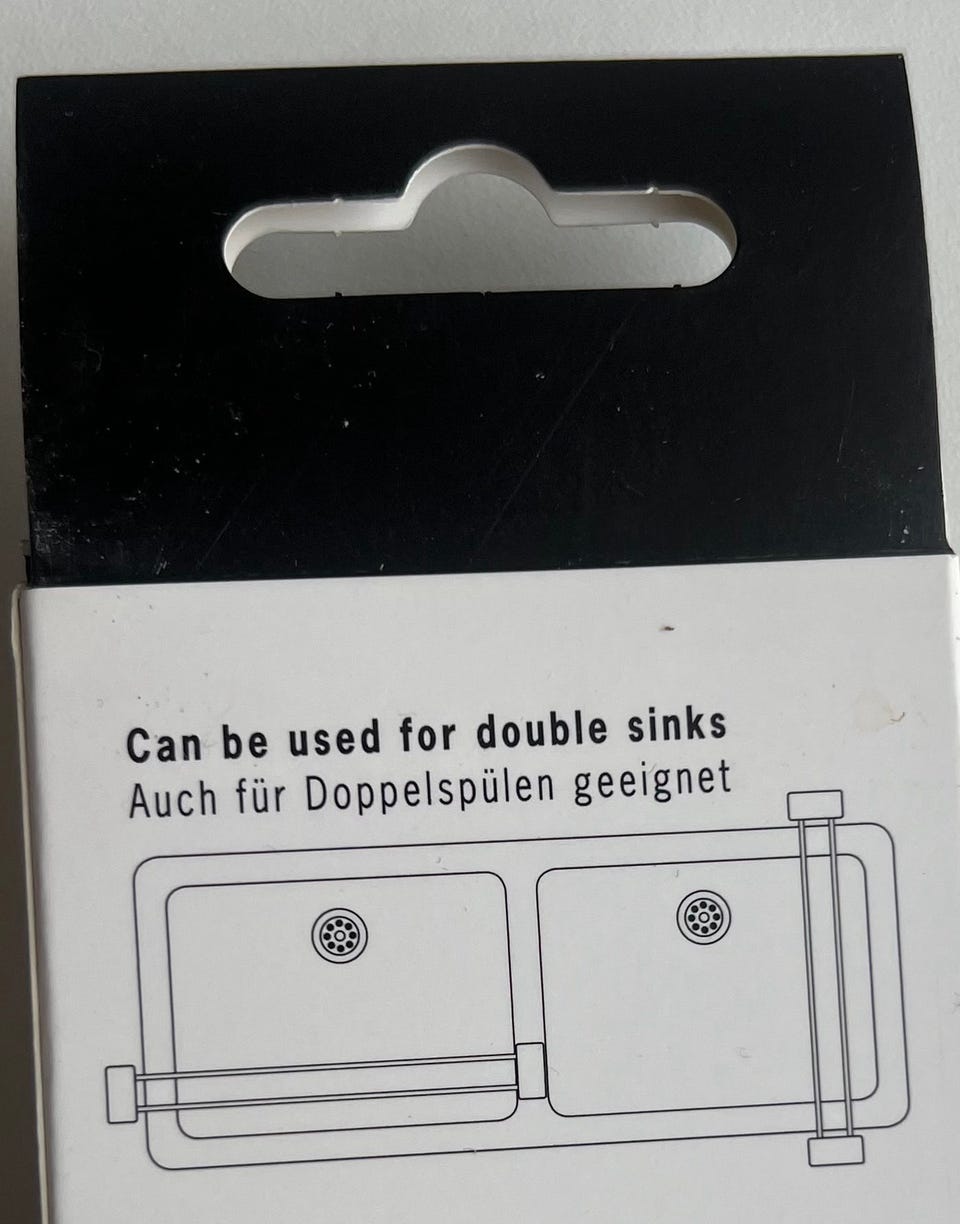 Can be used for double sinks
Auch für Doppelspülen geeignet